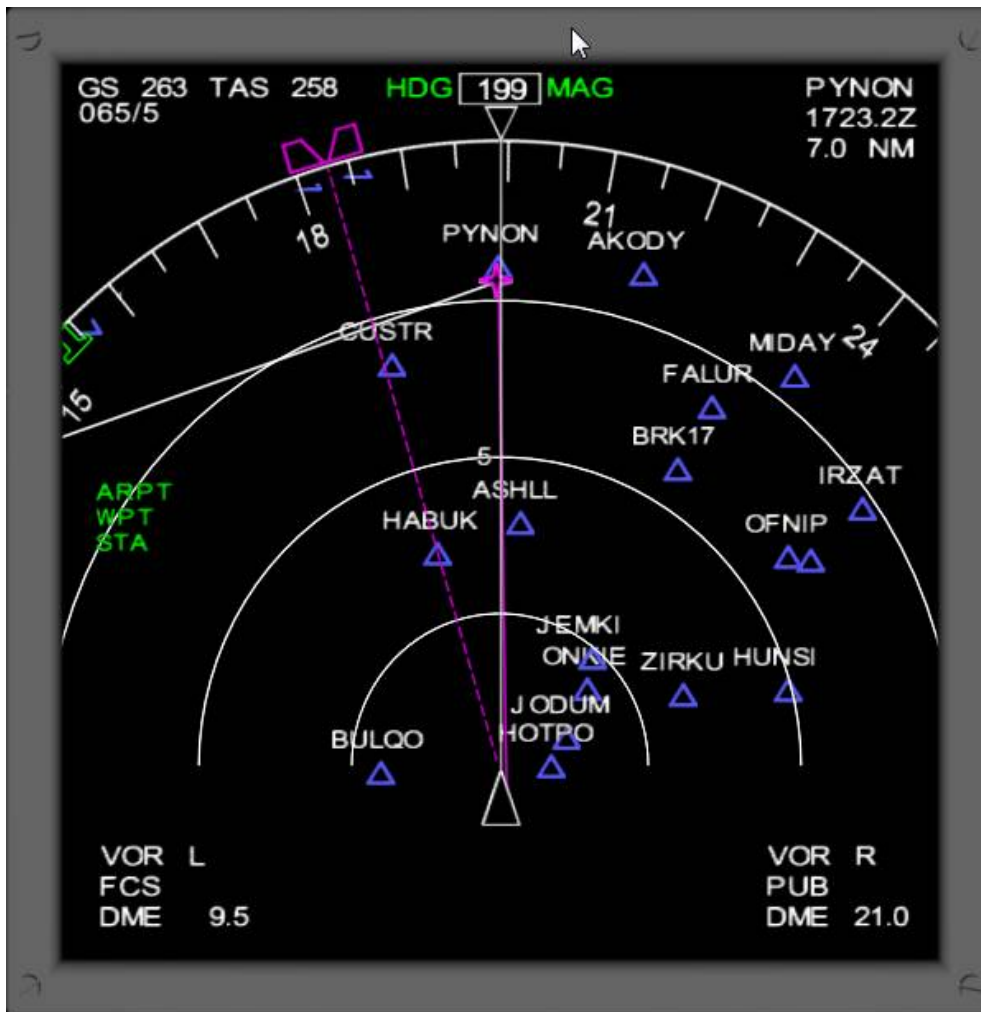 GS 263 TAS 258 HDG 199 MAG PYNON
065/5 1723.2Z
7.0 NM
21
18
PYNON AKODY
CUSTR MIDAY 24
FALUR
15
BRK17
5
IRZAT
ARPT ASHLL
WPT HABUK OFNIP
STA
JEMKI
ONKIE ZIRKU HUNSI
JODUM
BULQO HOTPO
VOR L VOR R
FCS PUB
DME 9.5 DME 21.0